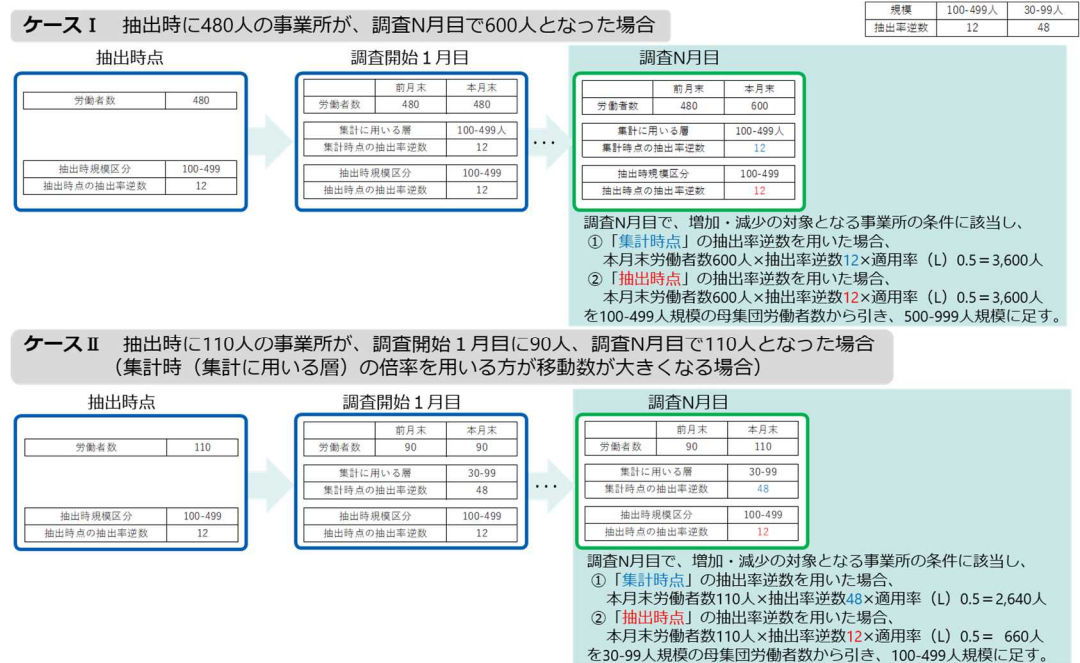 規模 100-499人 30-99人
抽出率逆数 12 48
ケースⅠ 抽出時に480人の事業所が、調査N月目で600人となった場合
抽出時点
労働者数 480
抽出時規模区分 100-499
抽出時点の抽出率逆数 12
調査開始１月目
前月末 本月末
労働者数 480 480
集計に用いる層 100-499人
集計時点の抽出率逆数 12
抽出時規模区分 100-499
抽出時点の抽出率逆数 12
・・・
調査N月目
前月末 本月末
労働者数 480 600
集計に用いる層 100-499人
集計時点の抽出率逆数 12
抽出時規模区分 100-499
抽出時点の抽出率逆数 12
調査N月目で、増加・減少の対象となる事業所の条件に該当し、
①「集計時点」の抽出率逆数を用いた場合、
本月末労働者数600人×抽出率逆数12×適用率（L）0.5＝3,600人
②「抽出時点」の抽出率逆数を用いた場合、
本月末労働者数600人×抽出率逆数12×適用率（L）0.5＝3,600人
を100-499人規模の母集団労働者数から引き、500-999人規模に足す。
ケースⅡ 抽出時に110人の事業所が、調査開始１月目に90人、調査N月目で110人となった場合
（集計時（集計に用いる層）の倍率を用いる方が移動数が大きくなる場合）
抽出時点
労働者数 110
抽出時規模区分 100-499
抽出時点の抽出率逆数 12
調査開始１月目
前月末 本月末
労働者数 90 90
集計に用いる層 30-99
集計時点の抽出率逆数 48
抽出時規模区分 100-499
抽出時点の抽出率逆数 12
・・・
調査N月目
前月末 本月末
労働者数 90 110
集計に用いる層 30-99
集計時点の抽出率逆数 48
抽出時規模区分 100-499
抽出時点の抽出率逆数 12
調査N月目で、増加・減少の対象となる事業所の条件に該当し、
①「集計時点」の抽出率逆数を用いた場合、
本月末労働者数110人×抽出率逆数48×適用率（L）0.5＝2,640人
②「抽出時点」の抽出率逆数を用いた場合、
本月末労働者数110人×抽出率逆数12×適用率（L）0.5＝ 660人
を30-99人規模の母集団労働者数から引き、100-499人規模に足す。